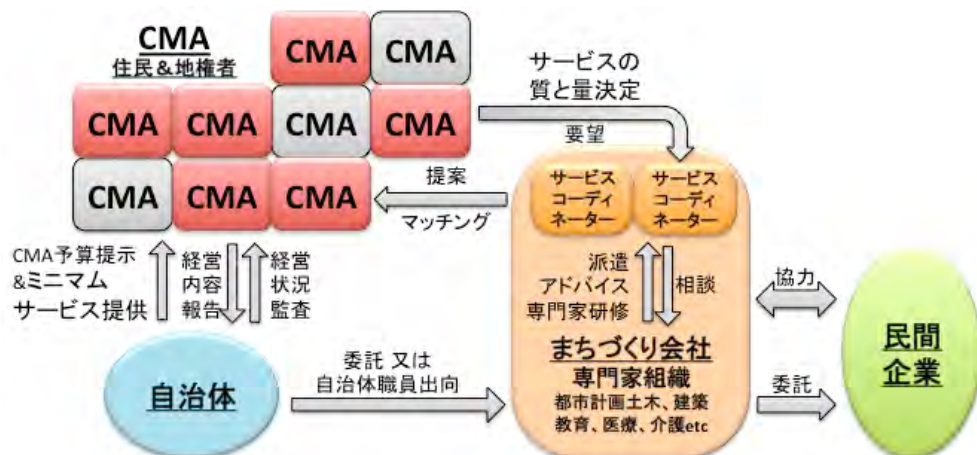 CMA
住民＆地権者
CMA
CMA
CMA
CMA
CMA
CMA
CMA
CMA
CMA
サービスの
質と量決定
要望
提案
マッチング
サービス
コーディ
ネーター
サービス
コーディ
ネーター
CMA予算提示
&ミニマム
サービス提供
経営
内容
報告
経営
状況
監査
派遣
アドバイス
専門家研修
相談
協力
まちづくり会社
専門家組織
都市計画土木、建築
教育、医療、介護etc
自治体
委託 又は
自治体職員出向
委託
民間
企業